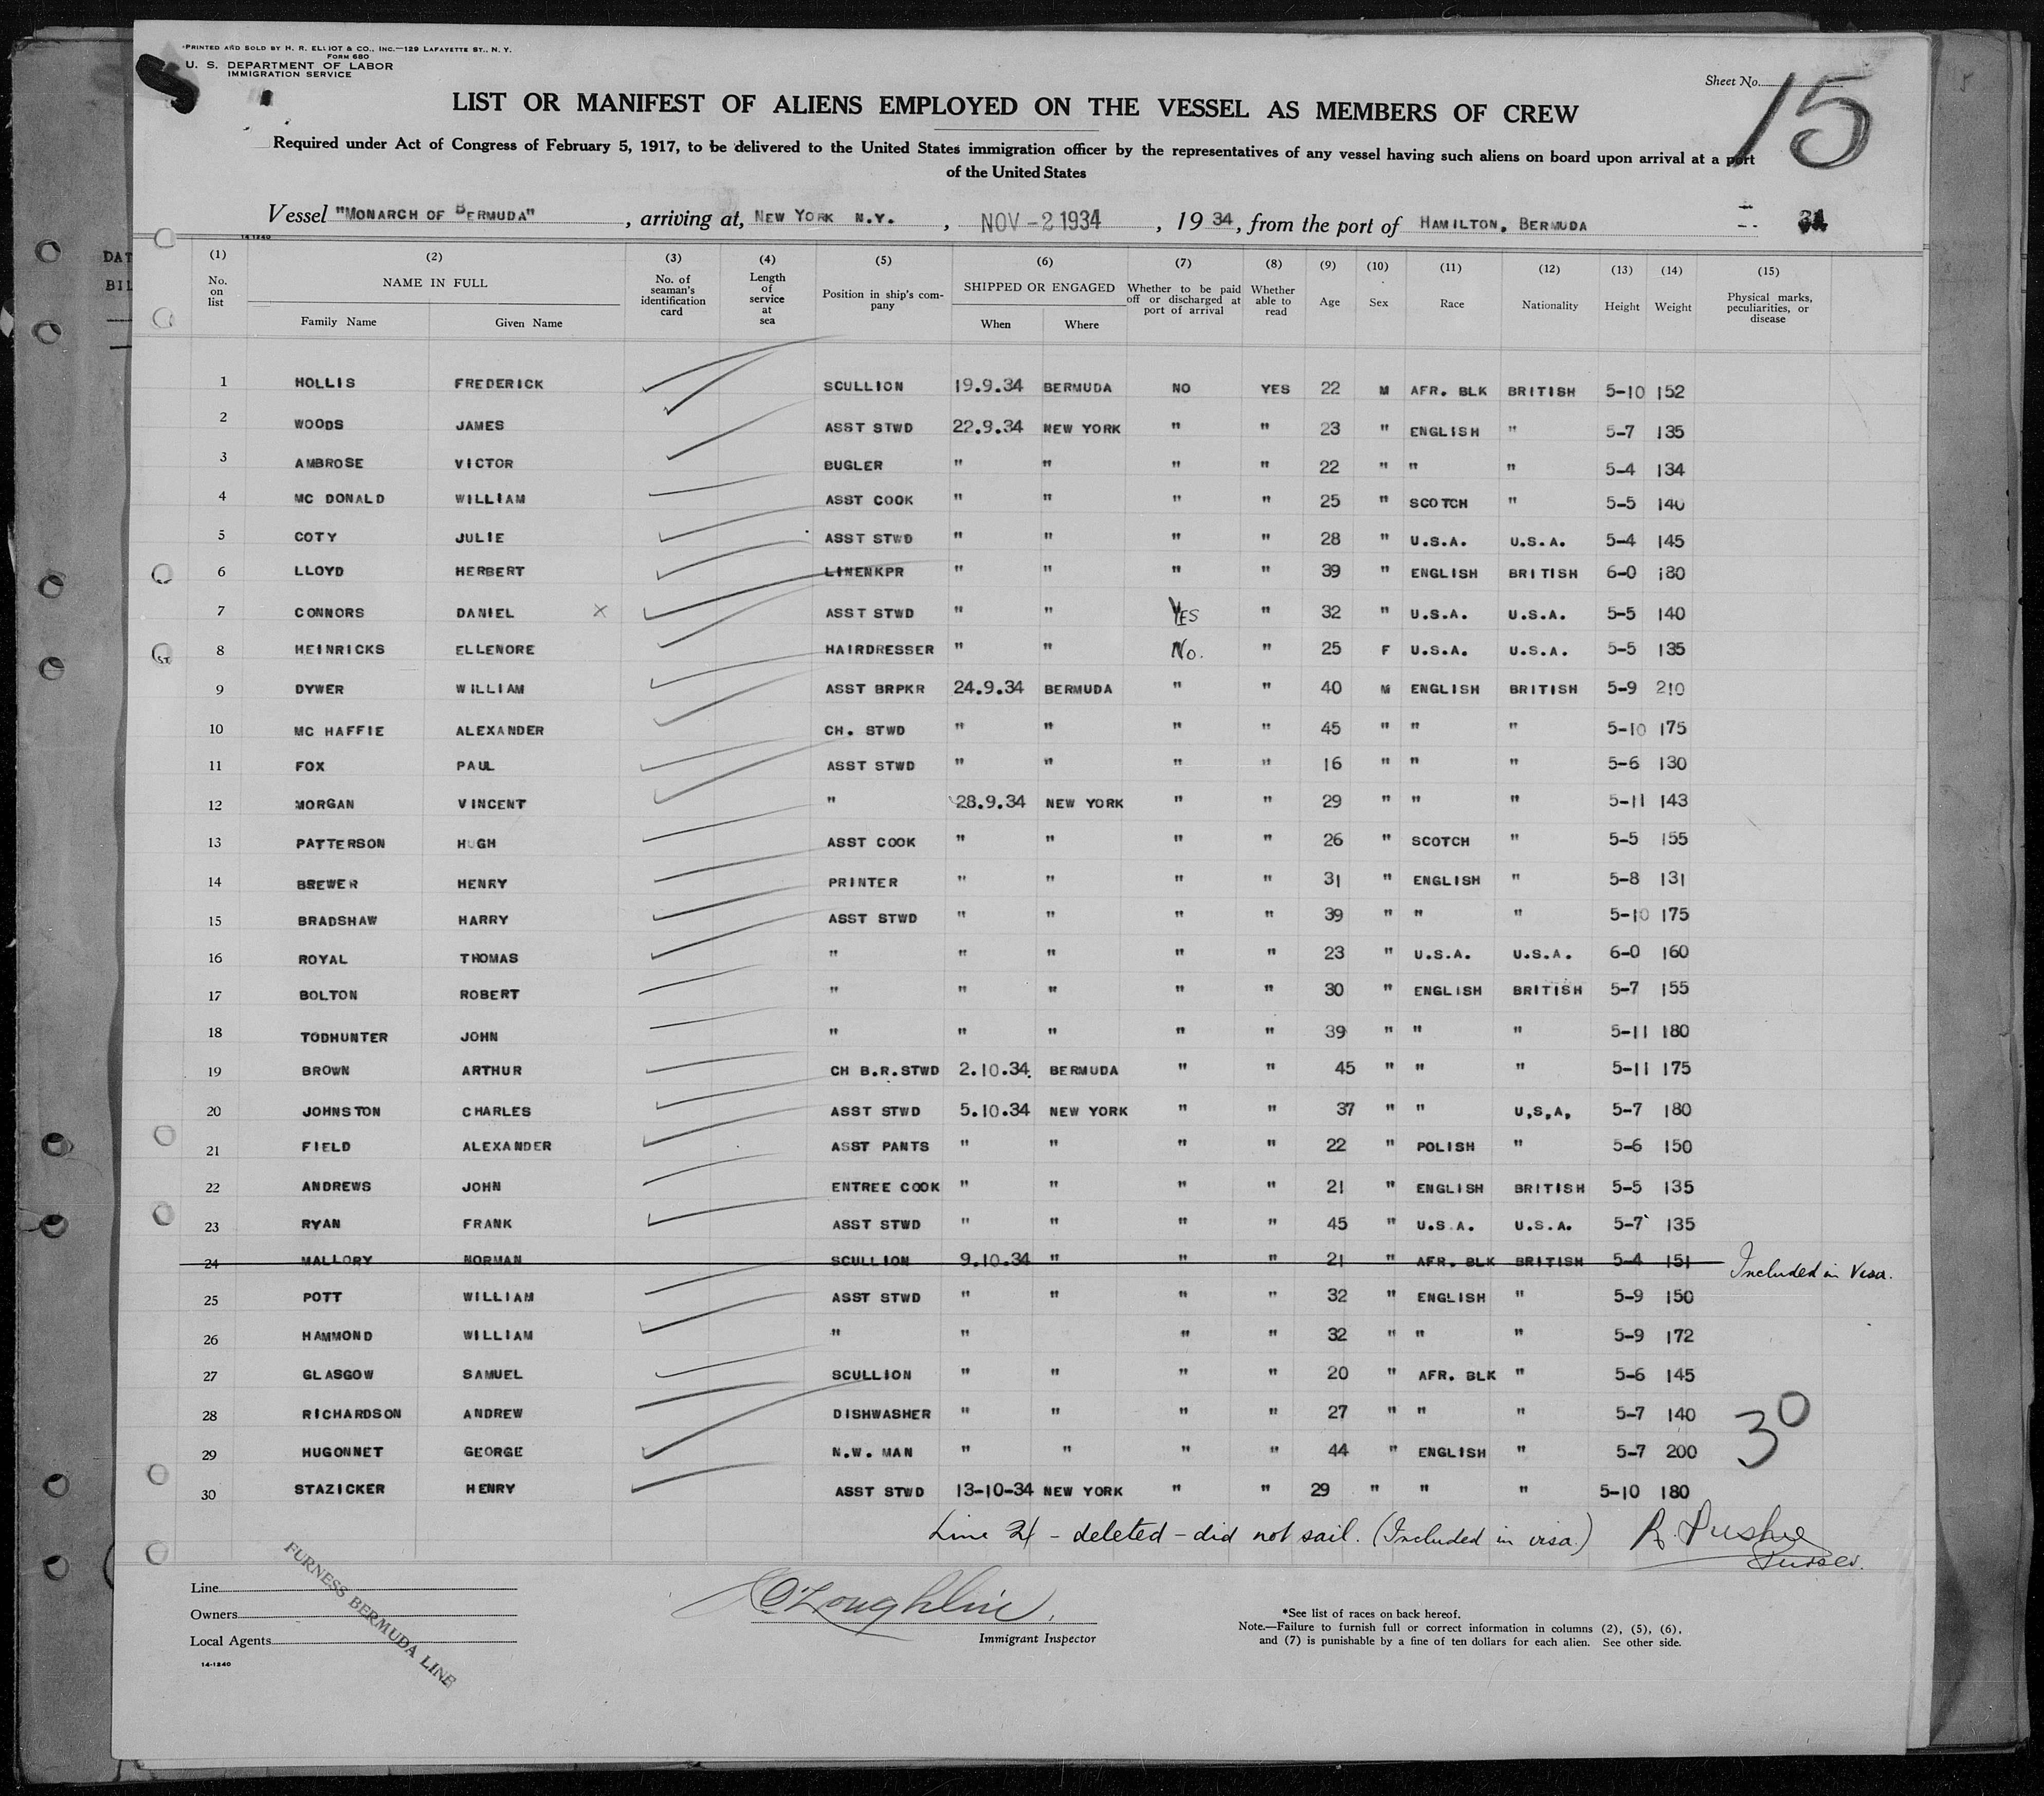 PRINTED AND SOLD BY H. R. ELLIOT & CO., INC.—129 LAFAYETTE ST., N. Y.
FORM 680
U. S. DEPARTMENT OF LABOR
IMMIGRATION SERVICE
Sheet No. 15
LIST OR MANIFEST OF ALIENS EMPLOYED ON THE VESSEL AS MEMBERS OF CREW
Required under Act of Congress of February 5, 1917, to be delivered to the United States immigration officer by the representatives of any vessel having such aliens on board upon arrival at a port
of the United States
Vessel "MONARCH OF BERMUDA", arriving at, NEW YORK N.Y., NOV -2 1934, 19 34, from the port of HAMILTON, BERMUDA
14-1240
(1) (2) (3) (4) (5) (6) (7) (8) (9) (10) (11) (12) (13) (14) (15)
No. on list NAME IN FULL Family Name Given Name No. of seaman's identification card Length of service at sea Position in ship's company SHIPPED OR ENGAGED When Where Whether to be paid off or discharged at port of arrival Whether able to read Age Sex Race Nationality Height Weight Physical marks, peculiarities, or disease
1 HOLLIS FREDERICK SCULLION 19.9.34 BERMUDA NO YES 22 M AFR. BLK BRITISH 5-10 152
2 WOODS JAMES ASST STWD 22.9.34 NEW YORK " " 23 " ENGLISH " 5-7 135
3 AMBROSE VICTOR BUGLER " " " " 22 " " " 5-4 134
4 MC DONALD WILLIAM ASST COOK " " " " 25 " SCOTCH " 5-5 140
5 COTY JULIE ASST STWD " " " " 28 " U.S.A. U.S.A. 5-4 145
6 LLOYD HERBERT LINENKPR " " " " 39 " ENGLISH BRITISH 6-0 180
7 CONNORS DANIEL X ASST STWD " " YES " 32 " U.S.A. U.S.A. 5-5 140
8 HEINRICKS ELLENORE HAIRDRESSER " " No. " 25 F U.S.A. U.S.A. 5-5 135
9 DYWER WILLIAM ASST BRPKR 24.9.34 BERMUDA " " 40 M ENGLISH BRITISH 5-9 210
10 MC HAFFIE ALEXANDER CH. STWD " " " " 45 " " " 5-10 175
11 FOX PAUL ASST STWD " " " " 16 " " " 5-6 130
12 MORGAN VINCENT " 28.9.34 NEW YORK " " 29 " " " 5-11 143
13 PATTERSON HUGH ASST COOK " " " " 26 " SCOTCH " 5-5 155
14 BREWER HENRY PRINTER " " " " 31 " ENGLISH " 5-8 131
15 BRADSHAW HARRY ASST STWD " " " " 39 " " " 5-10 175
16 ROYAL THOMAS " " " " " 23 " U.S.A. U.S.A. 6-0 160
17 BOLTON ROBERT " " " " " 30 " ENGLISH BRITISH 5-7 155
18 TODHUNTER JOHN " " " " " 39 " " " 5-11 180
19 BROWN ARTHUR CH B.R.STWD 2.10.34. BERMUDA " " 45 " " " 5-11 175
20 JOHNSTON CHARLES ASST STWD 5.10.34 NEW YORK " " 37 " " U.S.A. 5-7 180
21 FIELD ALEXANDER ASST PANTS " " " " 22 " POLISH " 5-6 150
22 ANDREWS JOHN ENTREE COOK " " " " 21 " ENGLISH BRITISH 5-5 135
23 RYAN FRANK ASST STWD " " " " 45 " U.S.A. U.S.A. 5-7 135
24 MALLORY NORMAN SCULLION 9.10.34 " " " 21 " AFR. BLK BRITISH 5-4 151 Included in Visa.
25 POTT WILLIAM ASST STWD " " " " 32 " ENGLISH " 5-9 150
26 HAMMOND WILLIAM " " " " 32 " " " 5-9 172
27 GLASGOW SAMUEL SCULLION " " " " 20 " AFR. BLK " 5-6 145
28 RICHARDSON ANDREW DISHWASHER " " " " 27 " " " 5-7 140 30
29 HUGONNET GEORGE N.W. MAN " " " " 44 " ENGLISH " 5-7 200
30 STAZICKER HENRY ASST STWD 13-10-34 NEW YORK " " 29 " " " 5-10 180
Line 24 - deleted - did not sail. (Included in visa)
Purser.
FURNESS BERMUDA LINE
Line
Owners
Local Agents
14-1240
O'Loughlin
Immigrant Inspector
*See list of races on back hereof.
Note.—Failure to furnish full or correct information in columns (2), (5), (6),
and (7) is punishable by a fine of ten dollars for each alien. See other side.